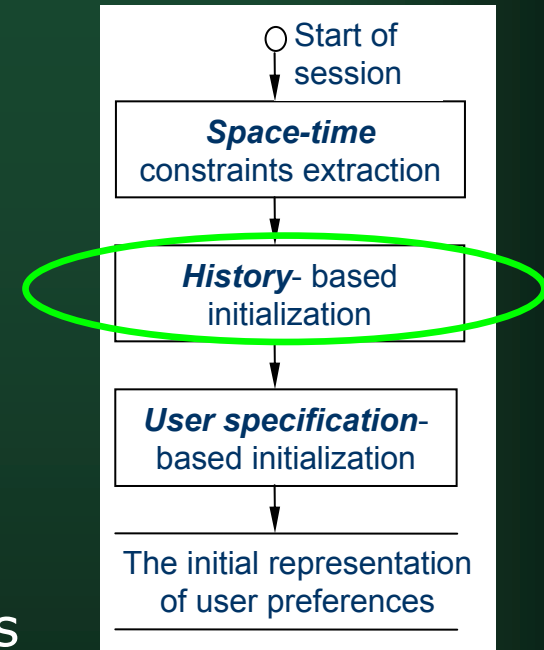 Start of
session
Space-time
constraints extraction
History- based
initialization
User specification-
based initialization
The initial representation
of user preferences
s